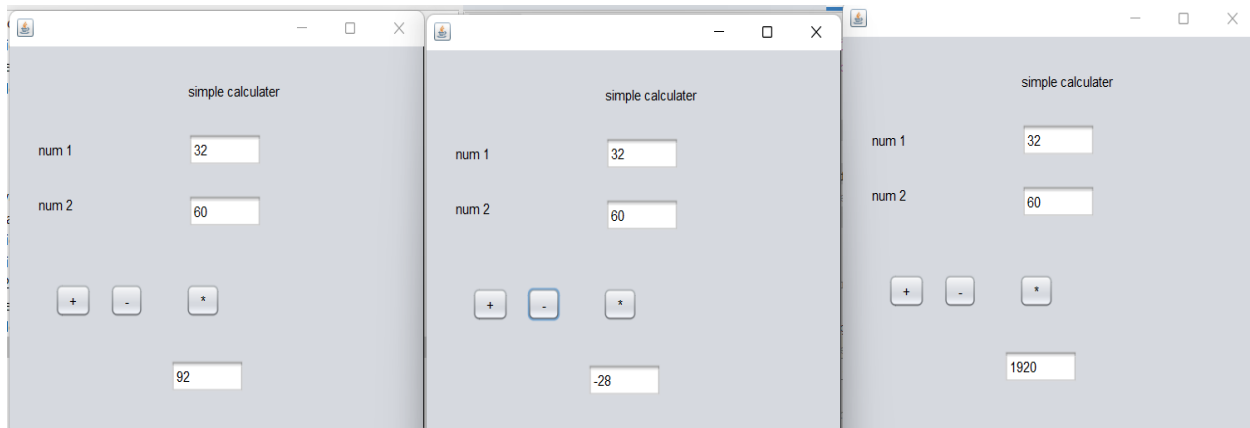 simple calculater
num 1
32
num 2
60
+ - *
92
simple calculater
num 1
32
num 2
60
+ - *
-28
simple calculater
num 1
32
num 2
60
+ - *
1920